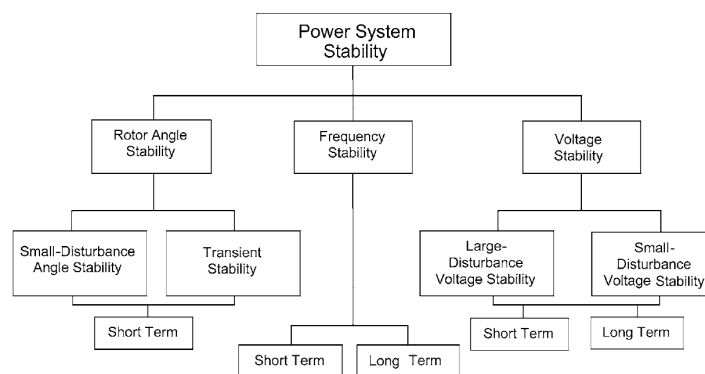 Power System
Stability
Rotor Angle
Stability
Frequency
Stability
Voltage
Stability
Small-Disturbance
Angle Stability
Transient
Stability
Large-
Disturbance
Voltage Stability
Small-
Disturbance
Voltage Stability
Short Term
Short Term
Long Term
Short Term
Long Term